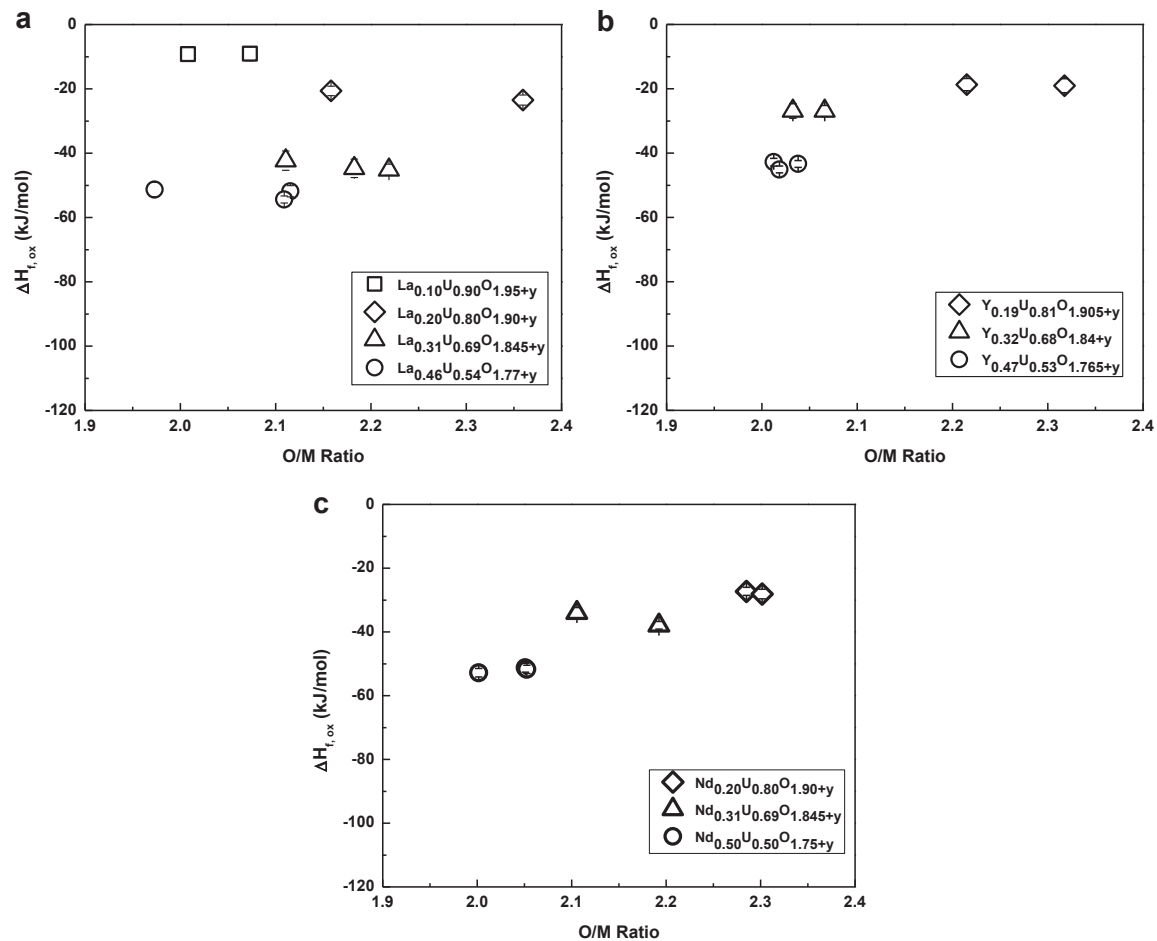 a
0
-20
-40
-60
-80
-100
-120
ΔH f, ox (kJ/mol)
1.9 2.0 2.1 2.2 2.3 2.4
O/M Ratio
La0.10U0.90O1.95+y
La0.20U0.80O1.90+y
La0.31U0.69O1.845+y
La0.46U0.54O1.77+y
b
0
-20
-40
-60
-80
-100
-120
ΔH f, ox (kJ/mol)
1.9 2.0 2.1 2.2 2.3 2.4
O/M Ratio
Y0.19U0.81O1.905+y
Y0.32U0.68O1.84+y
Y0.47U0.53O1.765+y
c
0
-20
-40
-60
-80
-100
-120
ΔH f, ox (kJ/mol)
1.9 2.0 2.1 2.2 2.3 2.4
O/M Ratio
Nd0.20U0.80O1.90+y
Nd0.31U0.69O1.845+y
Nd0.50U0.50O1.75+y